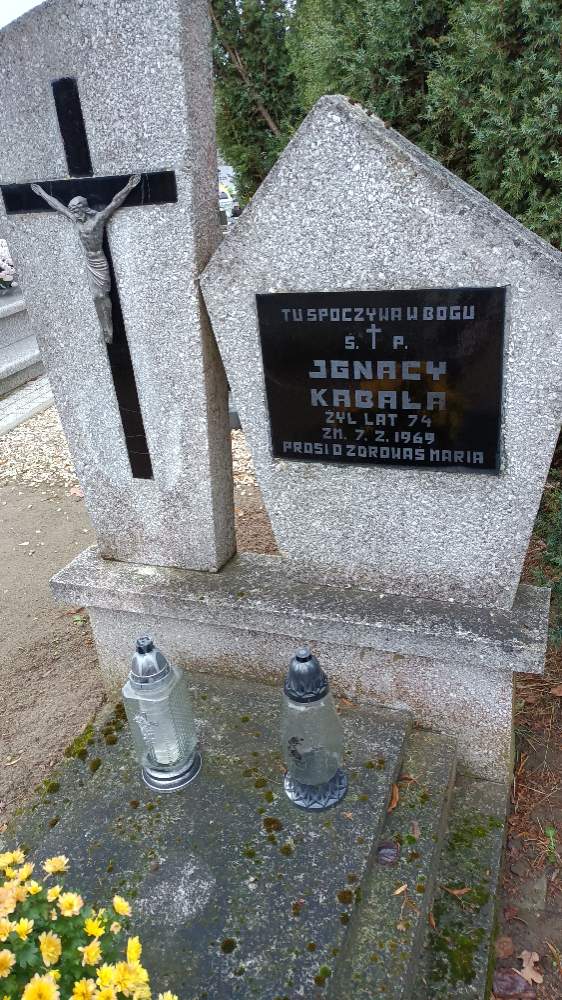 TU SPOCZYWA W BOGU
Ś. † P.
JGNACY
KABAŁA
ŻYŁ LAT 74
ZM. 7. 2. 1969
PROSI O ZDROWAŚ MARIA